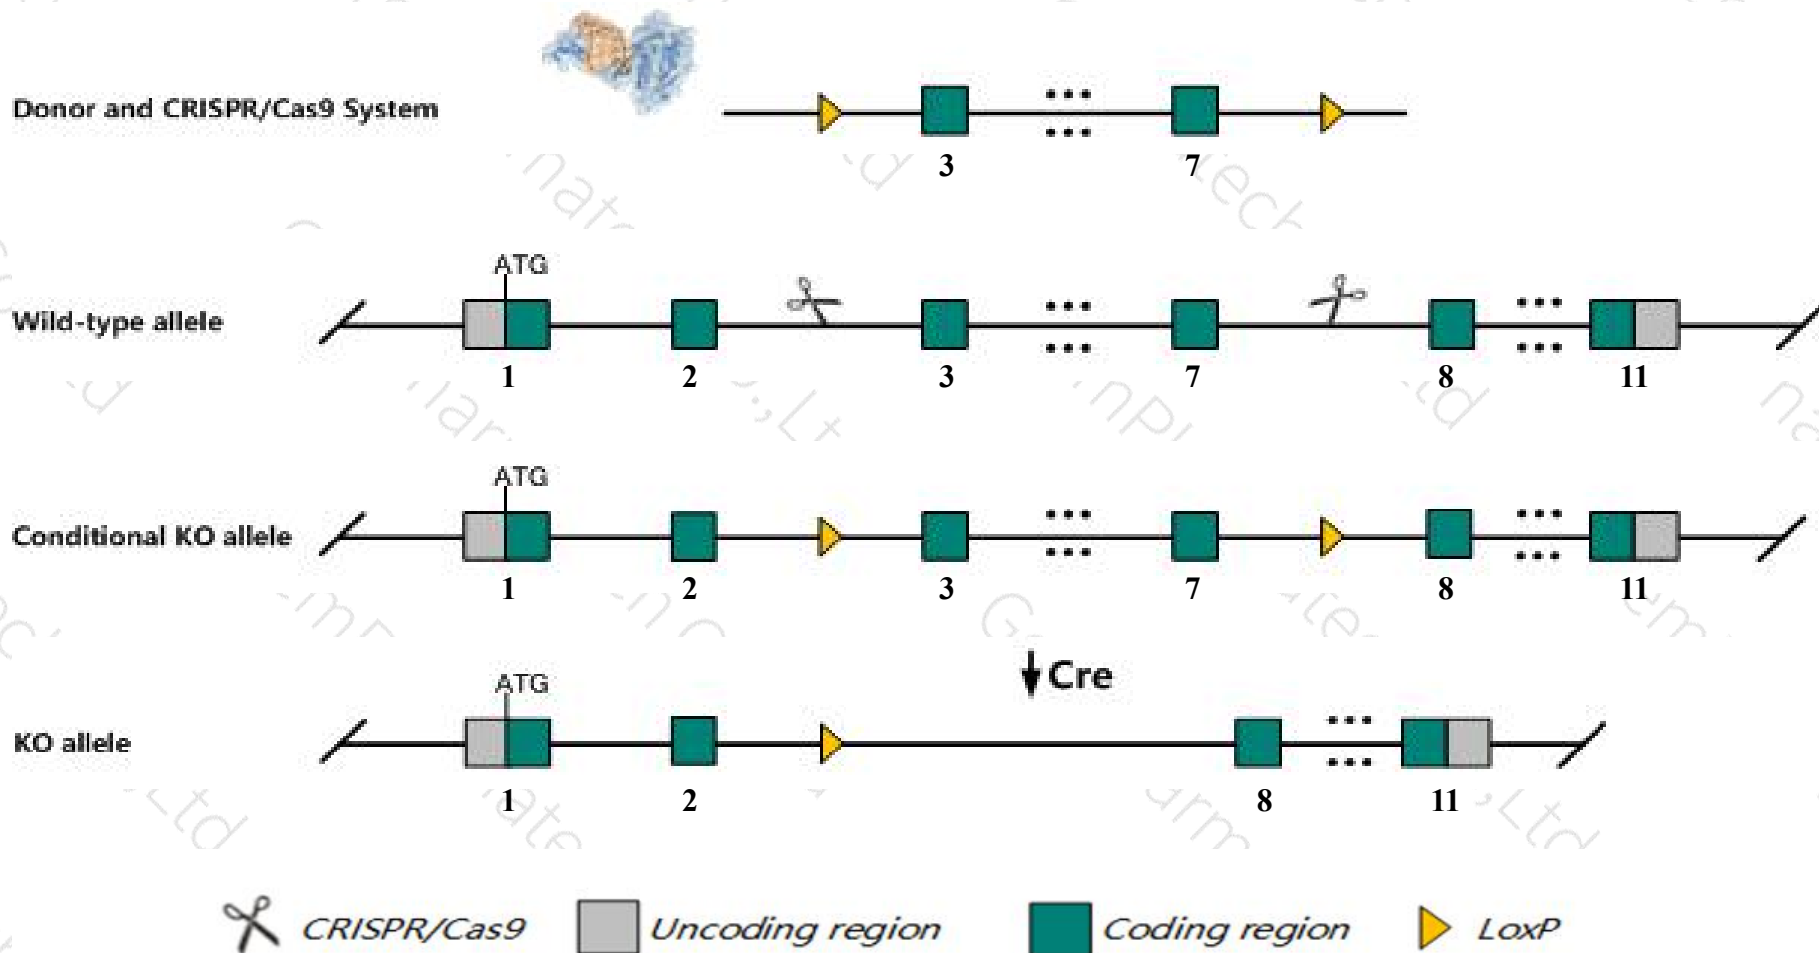 Donor and CRISPR/Cas9 System
... 
...
3 7
ATG
Wild-type allele
...
...
...
...
1 2 3 7 8 11
ATG
Conditional KO allele
...
...
...
...
1 2 3 7 8 11
Cre
ATG
KO allele
...
...
1 2 8 11
CRISPR/Cas9 Uncoding region Coding region LoxP